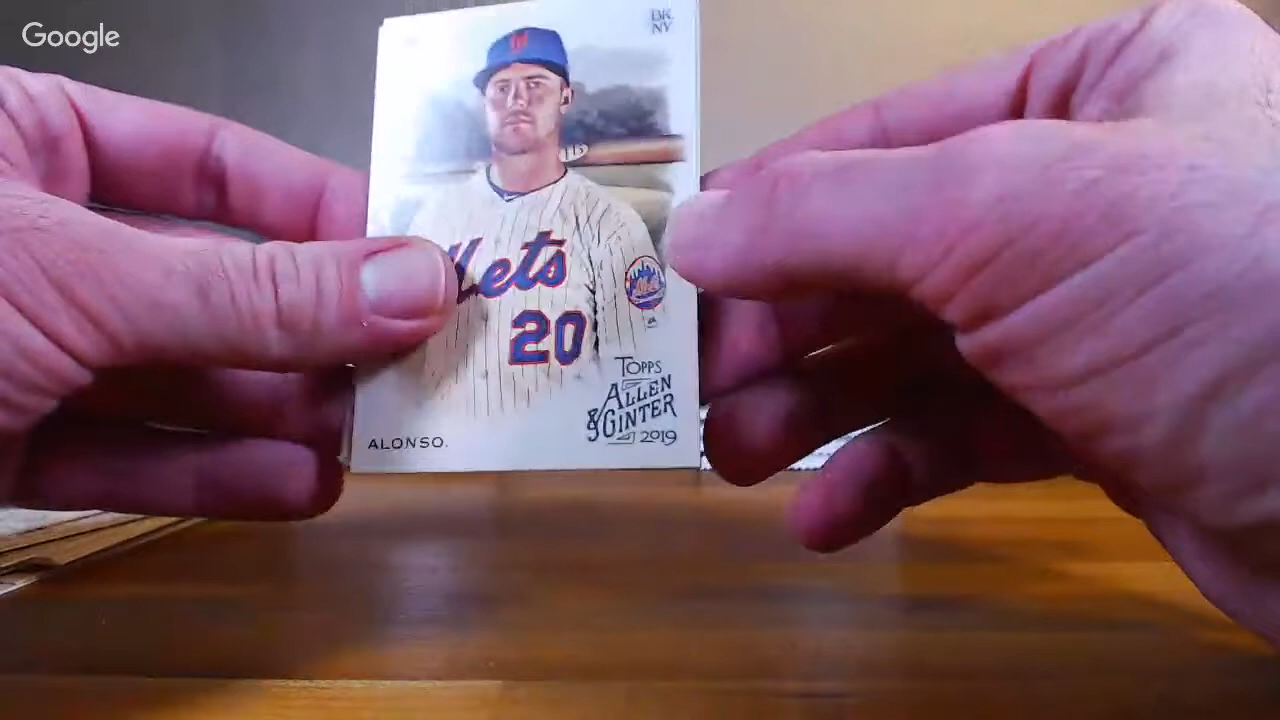 Google
BK.
NY
Mets
20
TOPPS
ALLEN
& GINTER
2019
ALONSO.